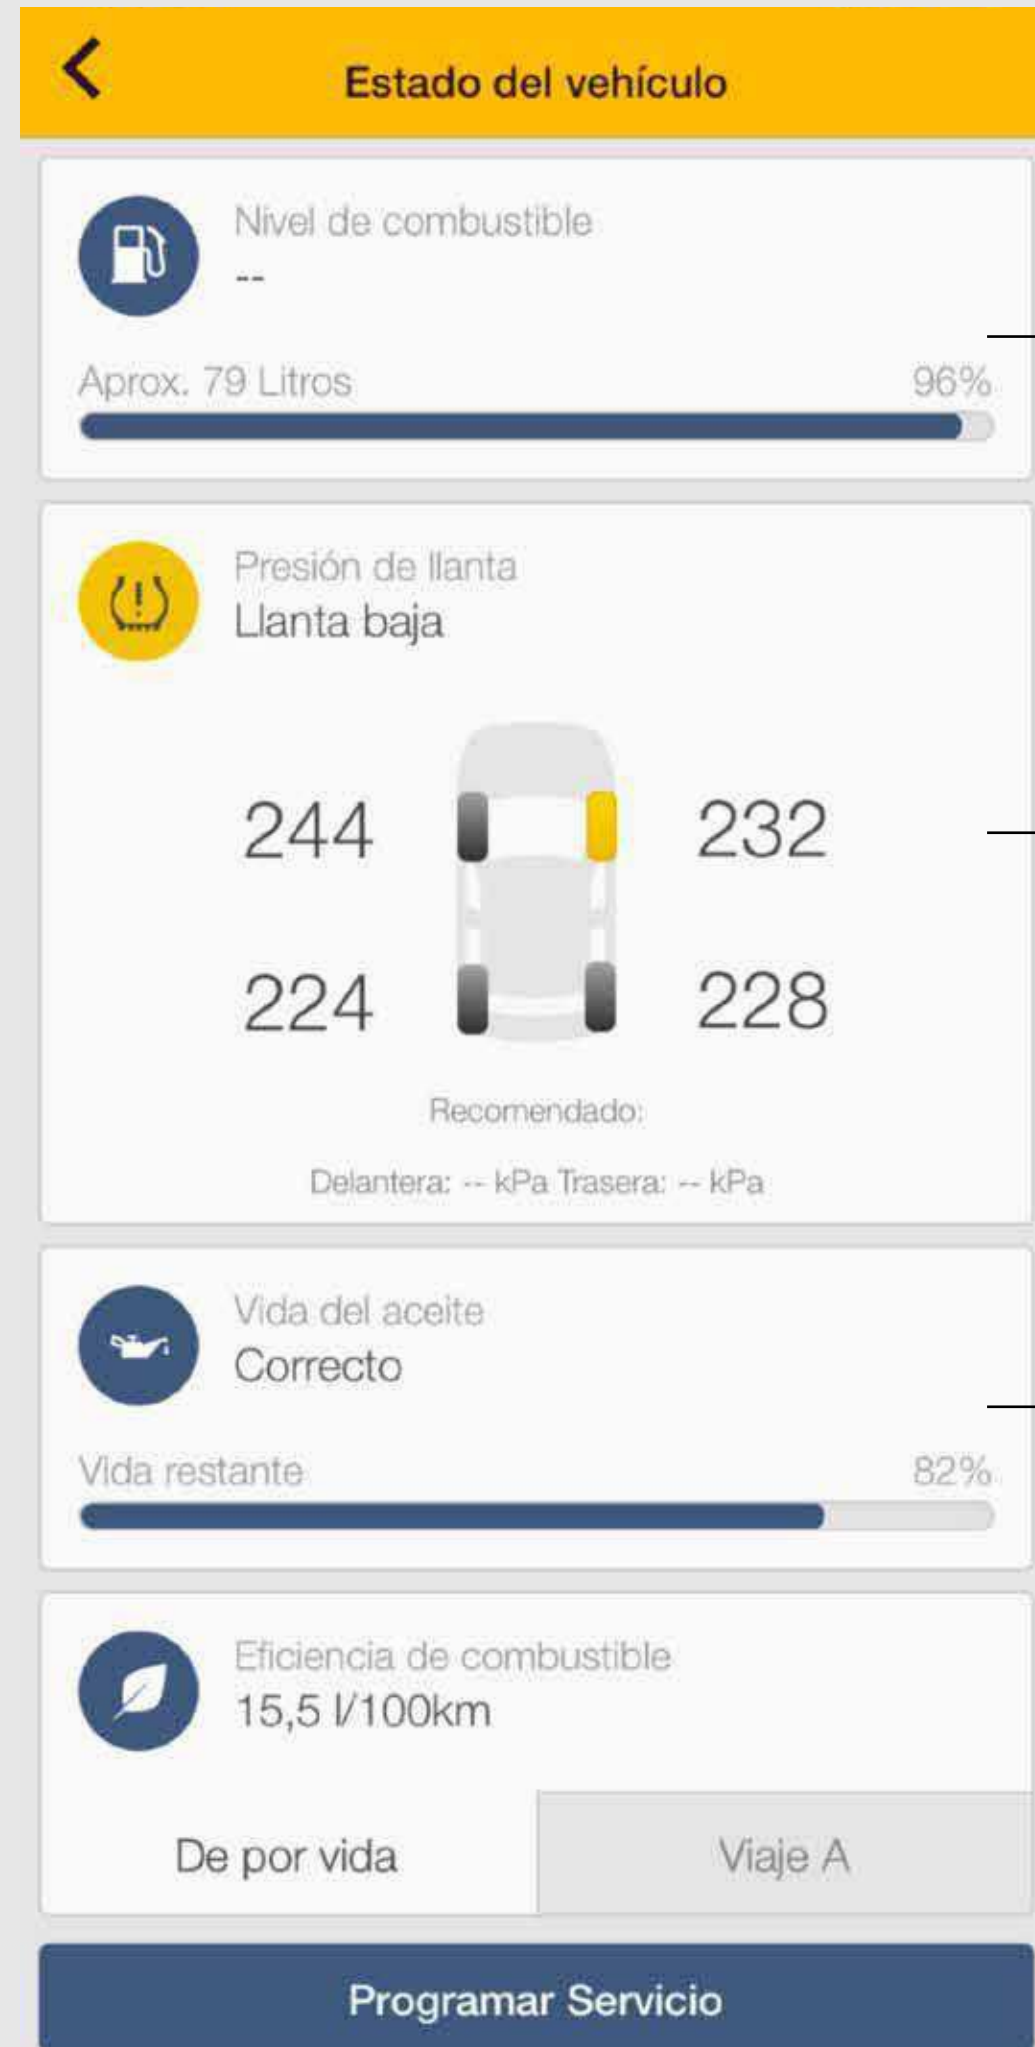 Estado del vehículo
Nivel de combustible
--
Aprox. 79 Litros 96%
Presión de llanta
Llanta baja
244 232
224 228
Recomendado:
Delantera: -- kPa Trasera: -- kPa
Vida del aceite
Correcto
Vida restante 82%
Eficiencia de combustible
15,5 l/100km
De por vida Viaje A
Programar Servicio